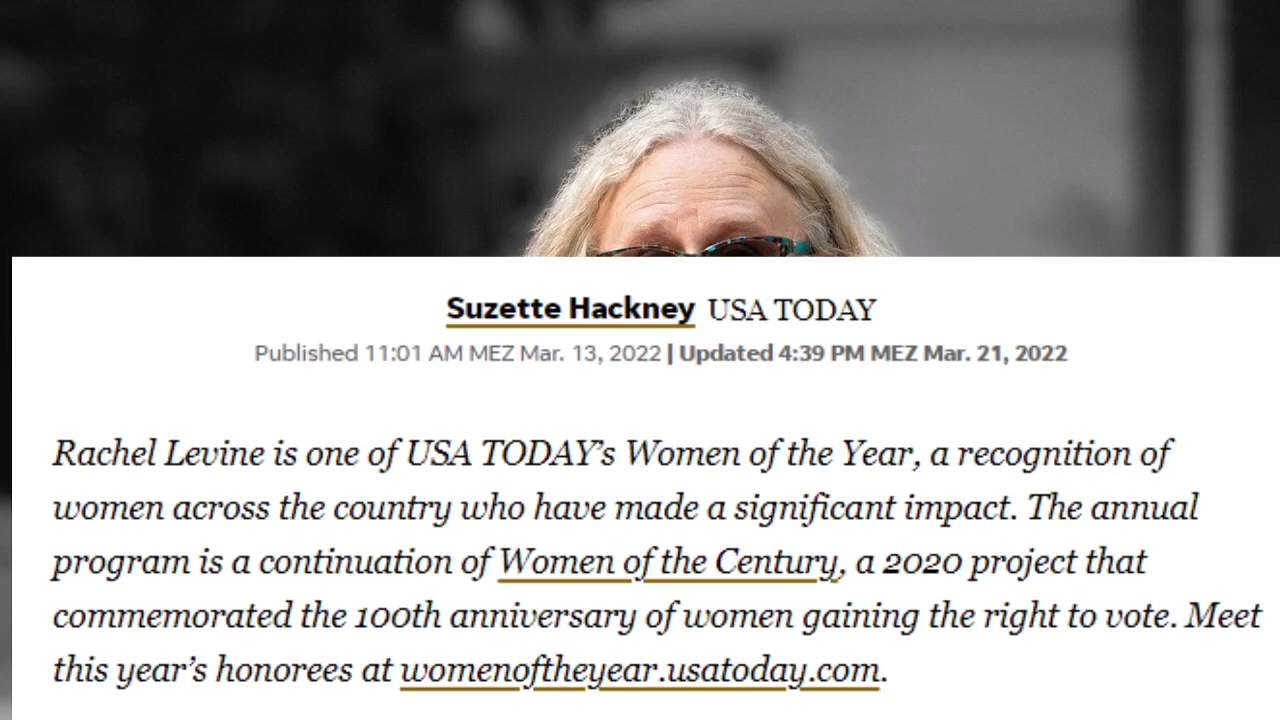 Suzette Hackney USA TODAY
Published 11:01 AM MEZ Mar. 13, 2022 | Updated 4:39 PM MEZ Mar. 21, 2022
Rachel Levine is one of USA TODAY’s Women of the Year, a recognition of
women across the country who have made a significant impact. The annual
program is a continuation of Women of the Century, a 2020 project that
commemorated the 100th anniversary of women gaining the right to vote. Meet
this year’s honorees at womenoftheyear.usatoday.com.